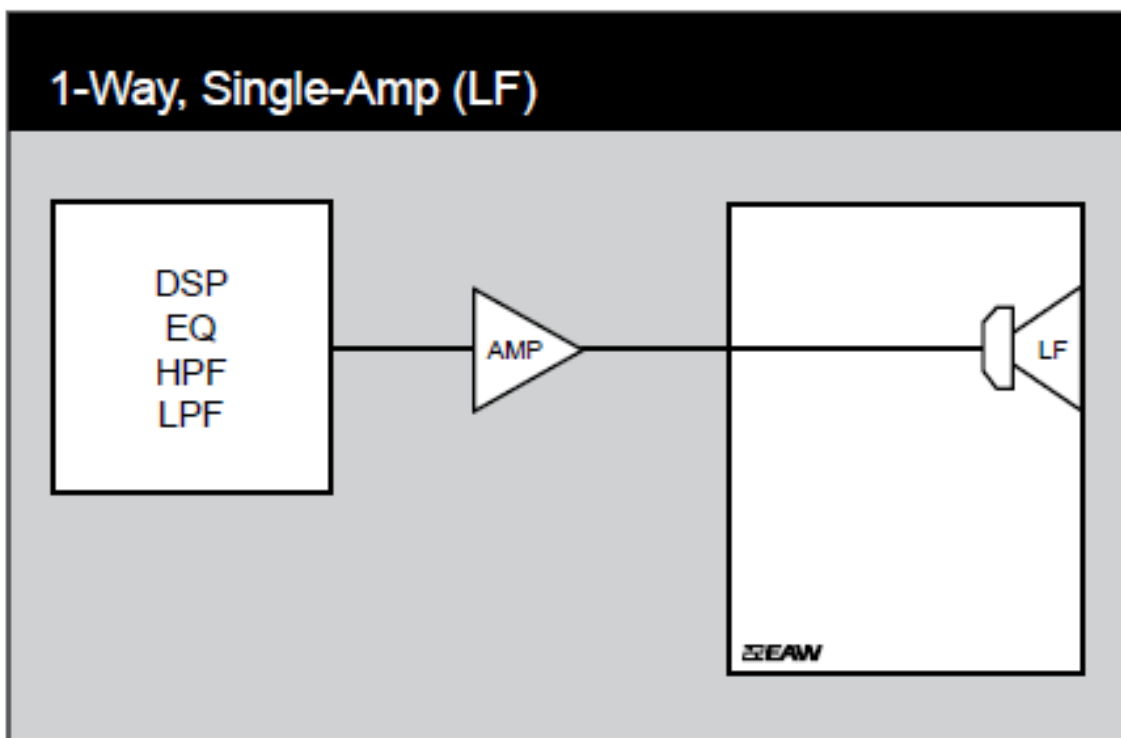 1-Way, Single-Amp (LF)
DSP
EQ
HPF
LPF
AMP
LF
EAW